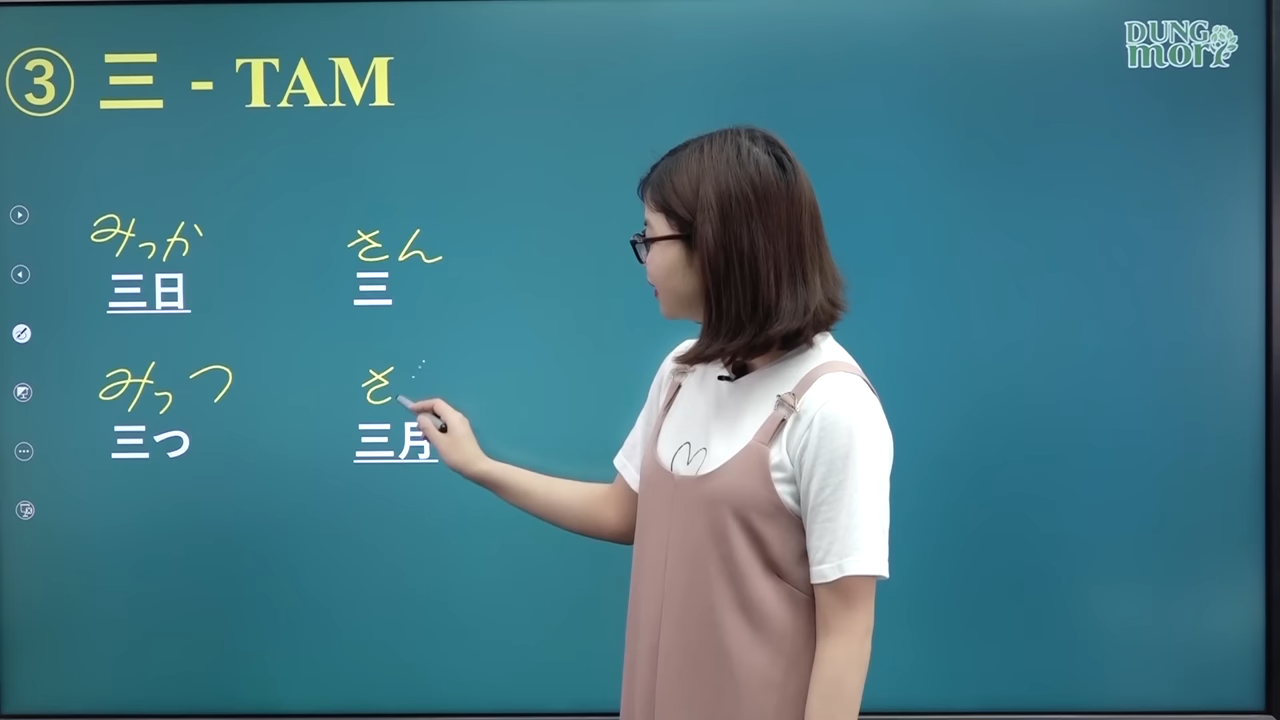 ③ 三 - TAM
DUNG
mori
みっか さん
三日 三
みっつ さ
三つ 三月